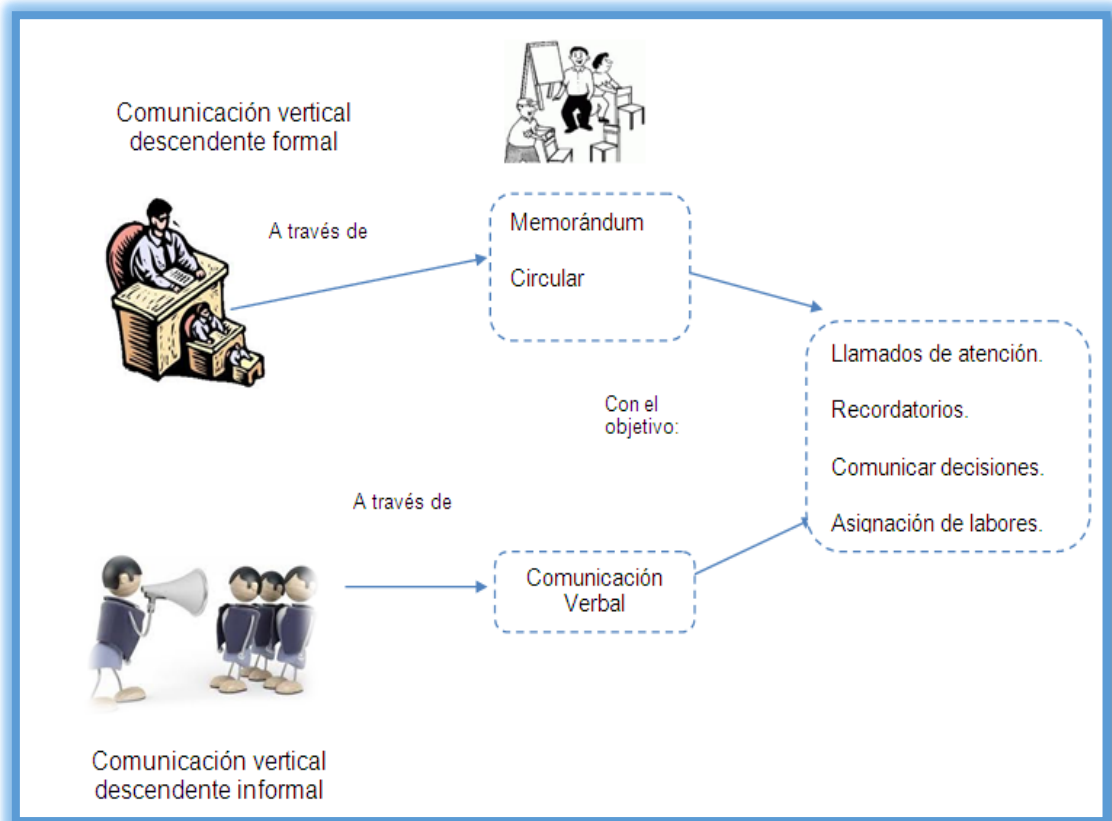 Comunicación vertical
descendente formal
A través de
Memorándum
Circular
Llamados de atención.
Recordatorios.
Comunicar decisiones.
Asignación de labores.
Con el
objetivo:
A través de
Comunicación
Verbal
Comunicación vertical
descendente informal